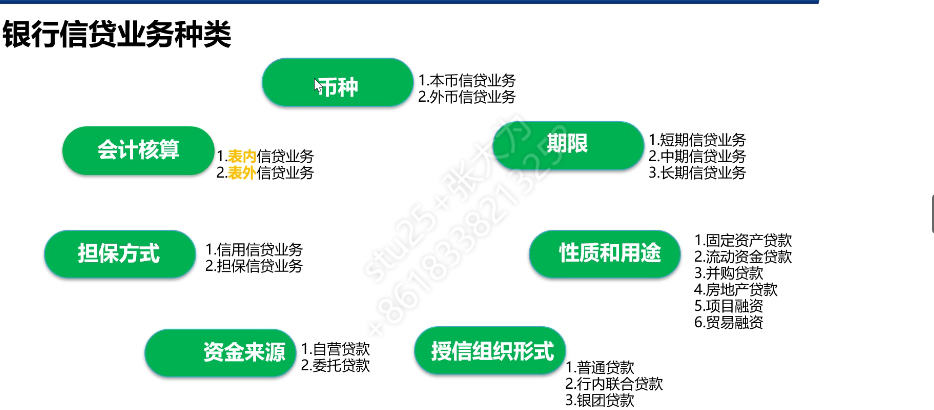 银行信贷业务种类
币种
1.本币信贷业务
2.外币信贷业务
会计核算
1.表内信贷业务
2.表外信贷业务
期限
1.短期信贷业务
2.中期信贷业务
3.长期信贷业务
担保方式
1.信用信贷业务
2.担保信贷业务
性质和用途
1.固定资产贷款
2.流动资金贷款
3.并购贷款
4.房地产贷款
5.项目融资
6.贸易融资
资金来源
1.自营贷款
2.委托贷款
授信组织形式
1.普通贷款
2.行内联合贷款
3.银团贷款
stu25+张大为